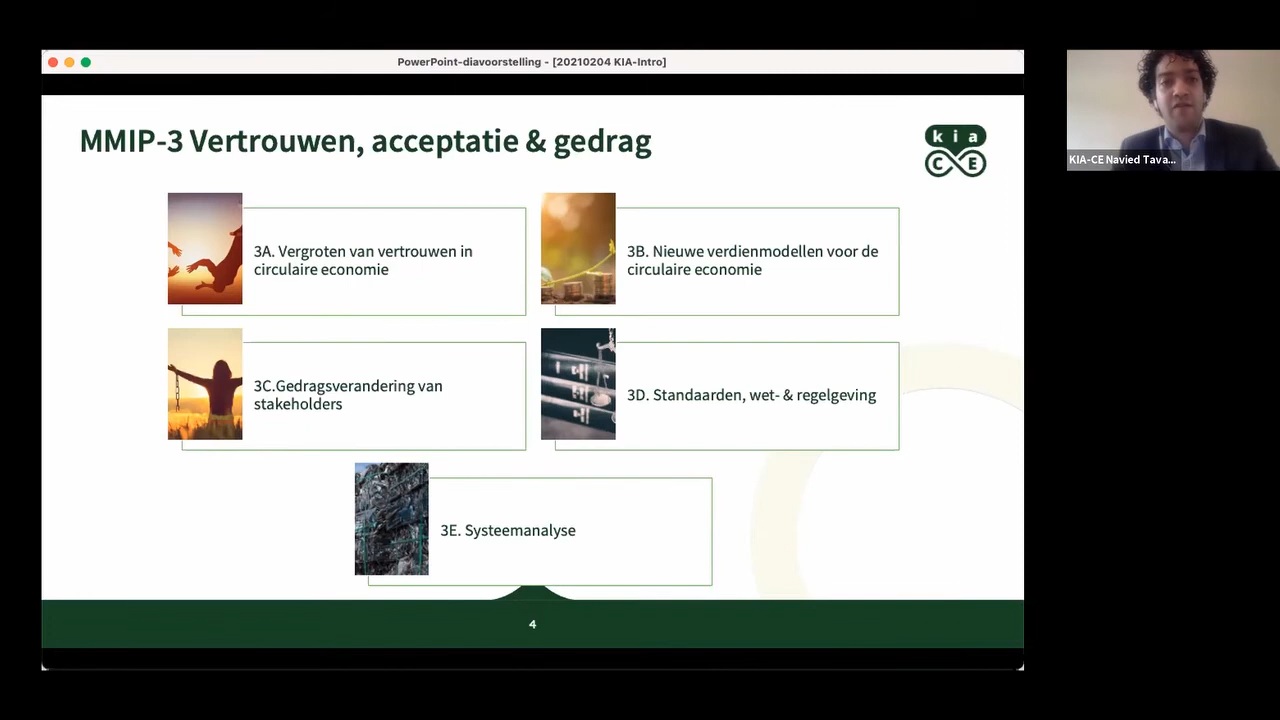 PowerPoint-diavoorstelling - [20210204 KIA-Intro]
MMIP-3 Vertrouwen, acceptatie & gedrag
kia
CE
KIA-CE Navied Tava...
3A. Vergroten van vertrouwen in
circulaire economie
3B. Nieuwe verdienmodellen voor de
circulaire economie
3C.Gedragsverandering van
stakeholders
3D. Standaarden, wet- & regelgeving
3E. Systeemanalyse
4